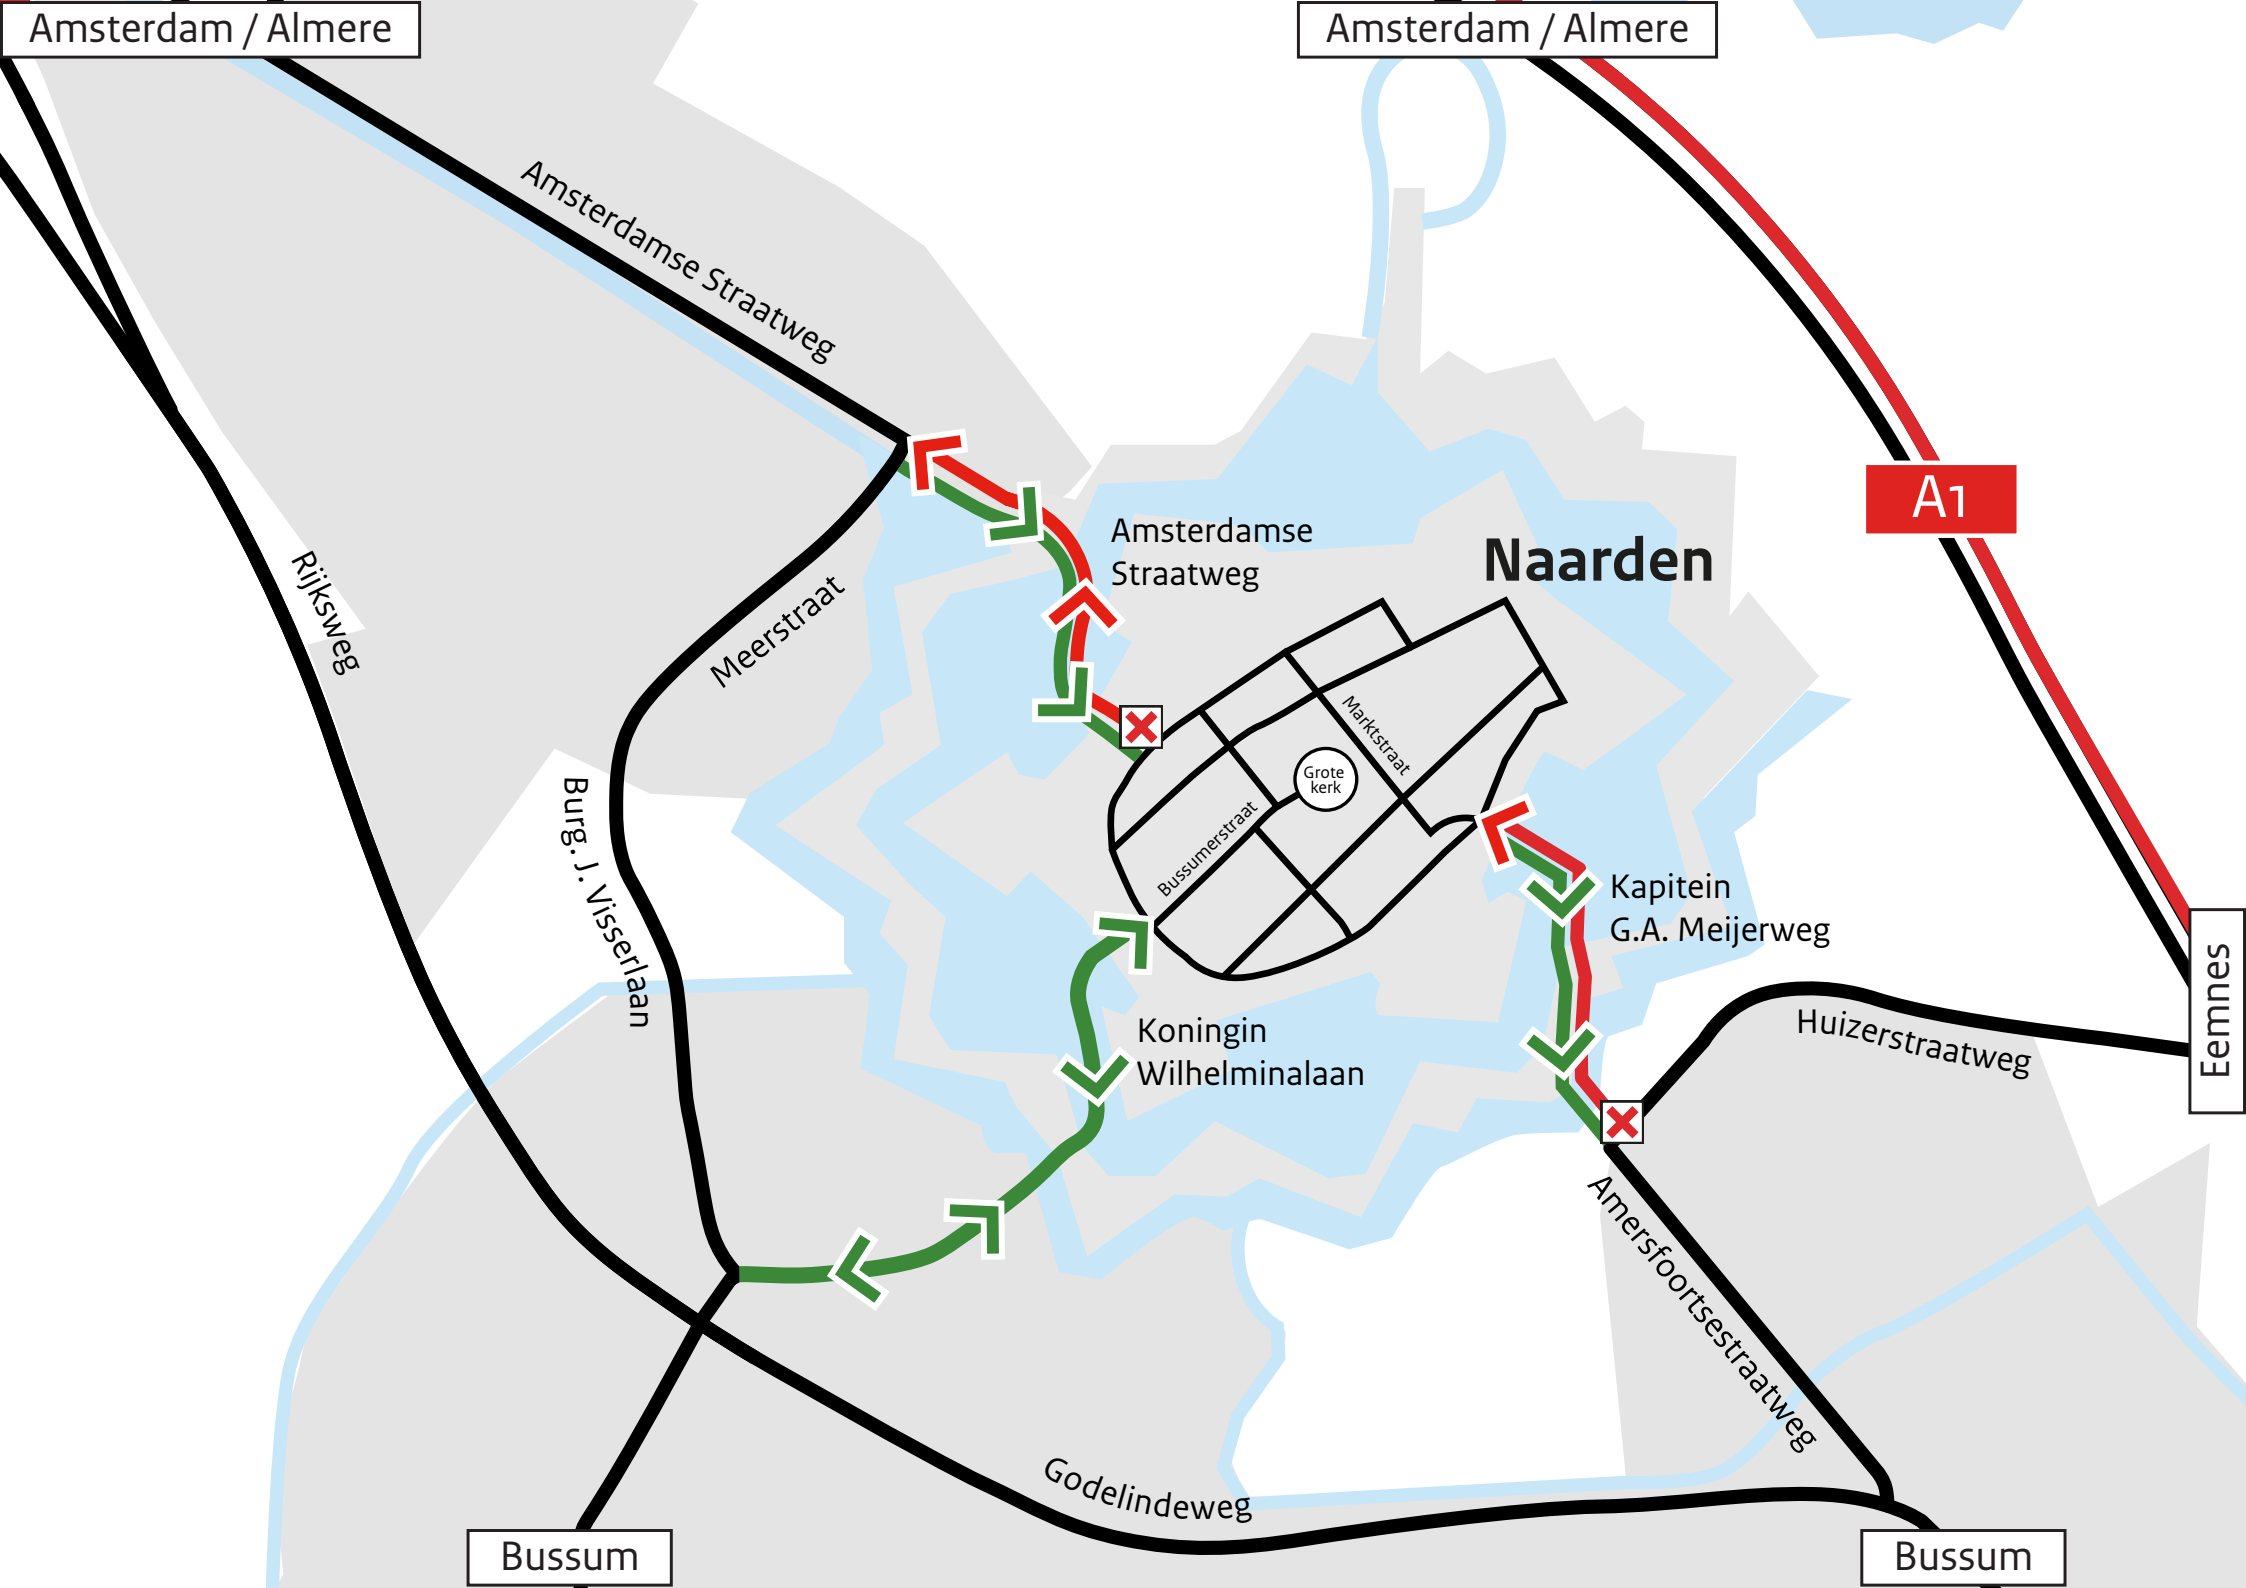 Amsterdam / Almere
Amsterdam / Almere
Amsterdamse Straatweg
A1
Amsterdamse
Straatweg
Naarden
Rijksweg
Meerstraat
Marktstraat
Grote
kerk
Burg. J. Visserlaan
Bussumerstraat
Kapitein
G.A. Meijerweg
Eemnes
Koningin
Wilhelminalaan
Huizerstraatweg
Amersfoortsestraatweg
Godelindeweg
Bussum
Bussum